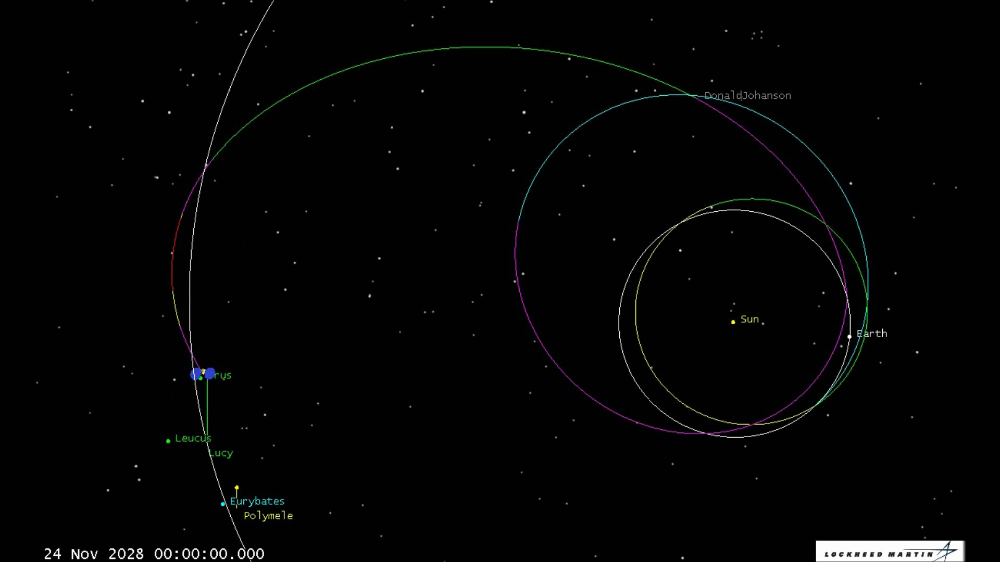 DonaldJohanson
Sun
Earth
rus
Leucus
Lucy
Eurybates
Polymele
24 Nov 2028 00:00:00.000
LOCKHEED MARTIN